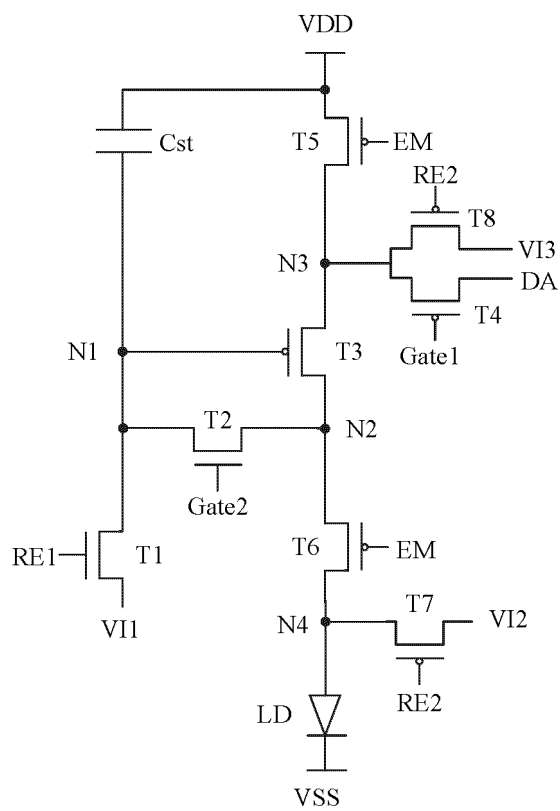 VDD
Cst
T5
EM
RE2
T8
N3
VI3
DA
T4
Gate1
N1
T3
T2
N2
Gate2
RE1
T1
T6
EM
VI1
T7
N4
VI2
RE2
LD
VSS